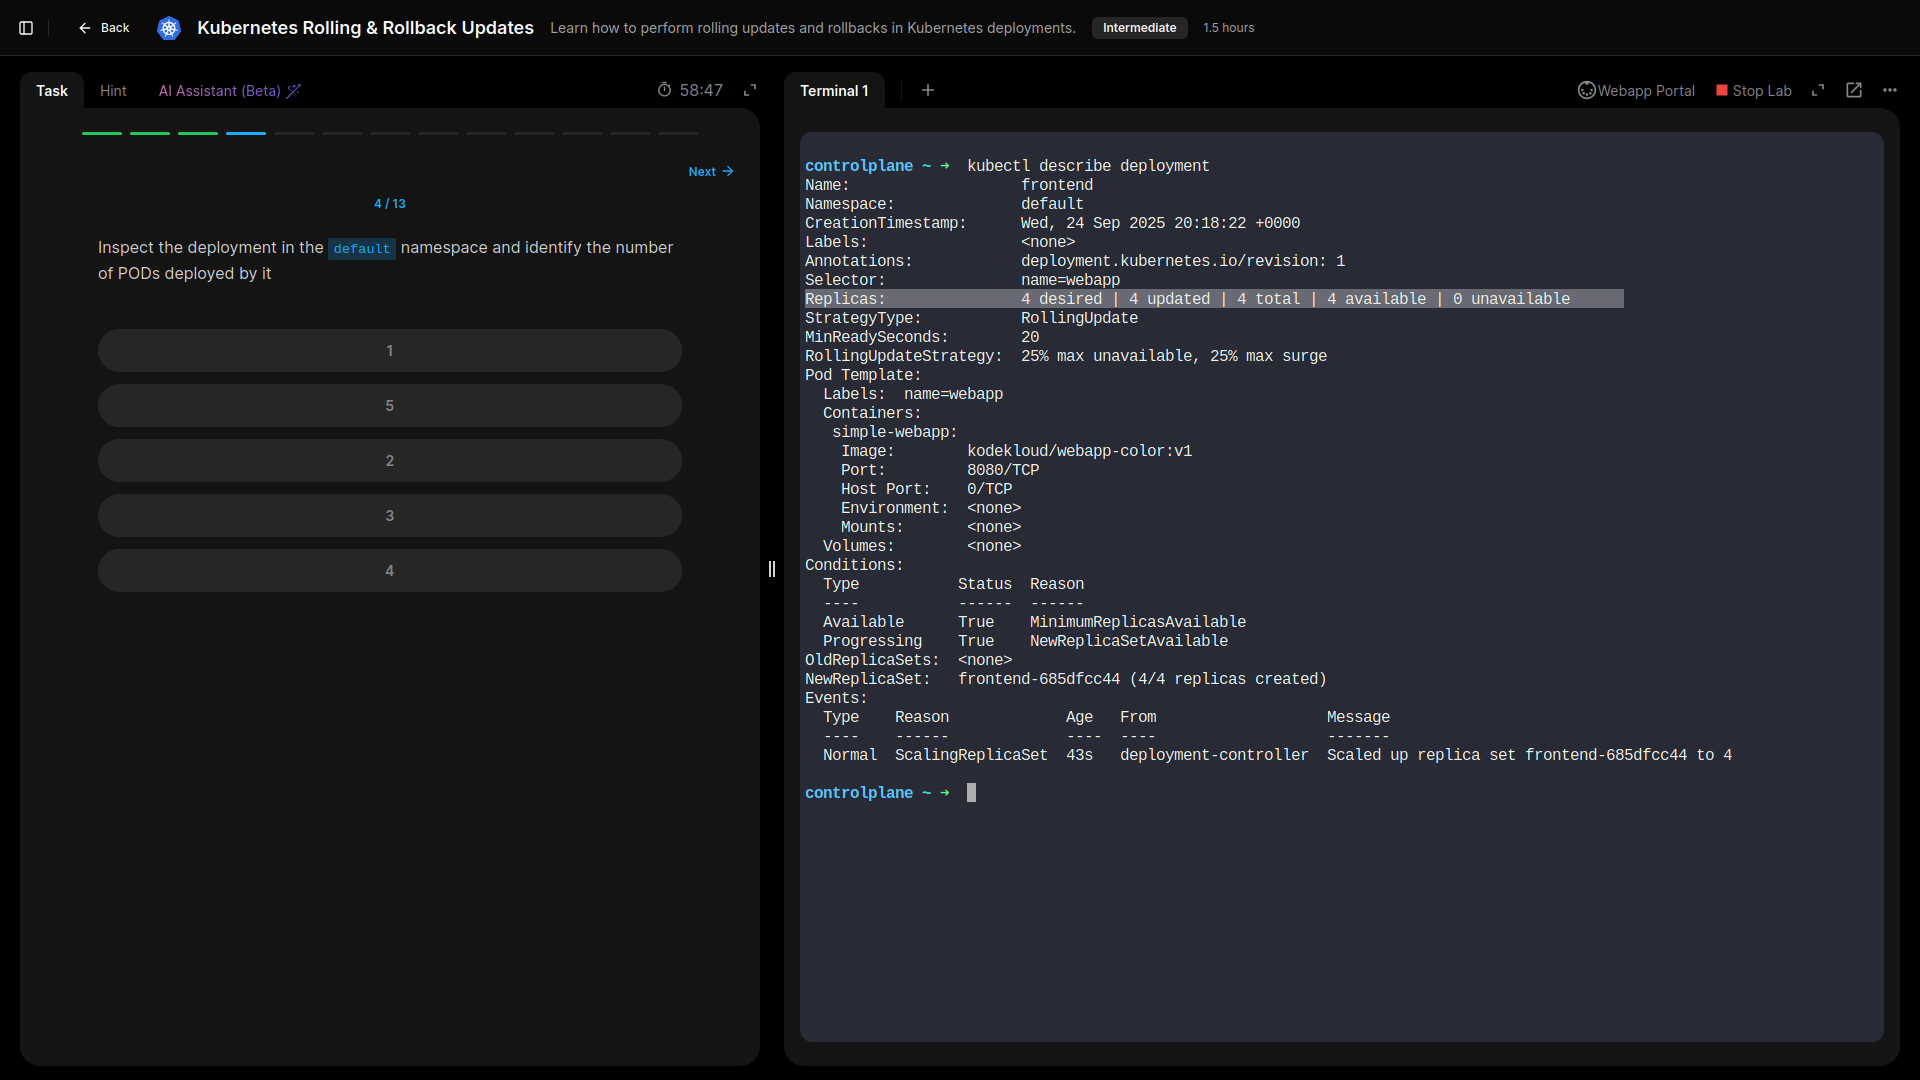 Back
Kubernetes Rolling & Rollback Updates
Learn how to perform rolling updates and rollbacks in Kubernetes deployments.
Intermediate
1.5 hours
Task
Hint
AI Assistant (Beta)
58:47
Next
4 / 13
Inspect the deployment in the default namespace and identify the number
of PODs deployed by it
1
5
2
3
4
Terminal 1
+
Webapp Portal
Stop Lab
controlplane ~ ➜  kubectl describe deployment
Name:                   frontend
Namespace:              default
CreationTimestamp:      Wed, 24 Sep 2025 20:18:22 +0000
Labels:                 <none>
Annotations:            deployment.kubernetes.io/revision: 1
Selector:               name=webapp
Replicas:               4 desired | 4 updated | 4 total | 4 available | 0 unavailable
StrategyType:           RollingUpdate
MinReadySeconds:        20
RollingUpdateStrategy:  25% max unavailable, 25% max surge
Pod Template:
  Labels:  name=webapp
  Containers:
   simple-webapp:
    Image:        kodekloud/webapp-color:v1
    Port:         8080/TCP
    Host Port:    0/TCP
    Environment:  <none>
    Mounts:       <none>
  Volumes:        <none>
Conditions:
  Type           Status  Reason
  ----           ------  ------
  Available      True    MinimumReplicasAvailable
  Progressing    True    NewReplicaSetAvailable
OldReplicaSets:  <none>
NewReplicaSet:   frontend-685dfcc44 (4/4 replicas created)
Events:
  Type    Reason             Age   From                   Message
  ----    ------             ----  ----                   -------
  Normal  ScalingReplicaSet  43s   deployment-controller  Scaled up replica set frontend-685dfcc44 to 4
controlplane ~ ➜